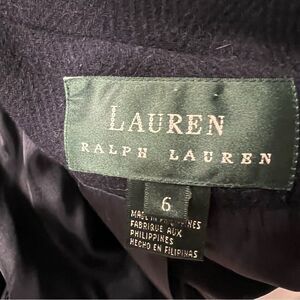 LAUREN
RALPH LAUREN
6
MADE IN PHILIPPINES
FABRIQUE AUX
PHILIPPINES
HECHO EN FILIPINAS